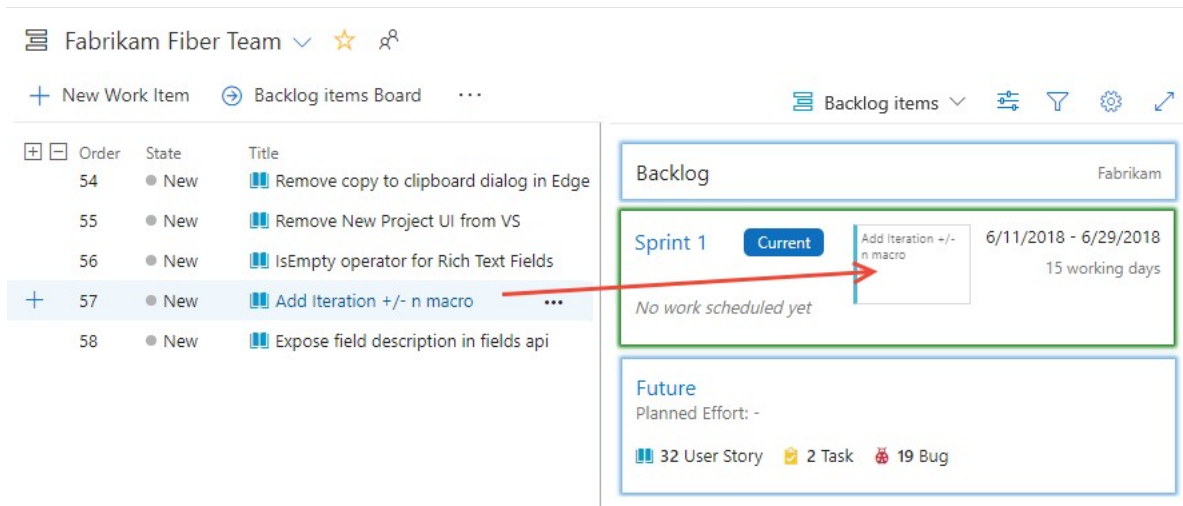 Fabrikam Fiber Team
New Work Item
Backlog items Board
...
Backlog items
Order State Title
54 New Remove copy to clipboard dialog in Edge
55 New Remove New Project UI from VS
56 New IsEmpty operator for Rich Text Fields
57 New Add Iteration +/- n macro ...
58 New Expose field description in fields api
Backlog Fabrikam
Sprint 1 Current
Add Iteration +/-
n macro
6/11/2018 - 6/29/2018
15 working days
No work scheduled yet
Future
Planned Effort: -
32 User Story 2 Task 19 Bug